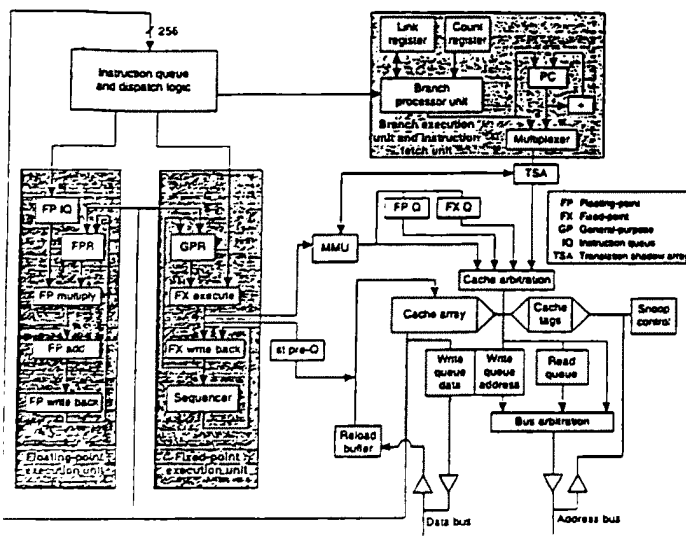 256
Instruction queue
and dispatch logic
Link
register
Count
register
Branch
processor unit
PC
+
Branch execution
unit and instruction
fetch unit
Multiplexer
TSA
FP Floating-point
FX Fixed-point
GP General-purpose
IQ Instruction queue
TSA Translation shadow array
FP IQ
FPR
FP multiply
FP add
FP write back
Floating-point
execution unit
GPR
FX execute
FX write back
Sequencer
Fixed-point
execution unit
MMU
FP Q
FX Q
Cache arbitration
Cache array
Cache
tags
Snoop
control
st pre-Q
Write
queue
data
Write
queue
address
Read
queue
Bus arbitration
Reload
buffer
Data bus
Address bus